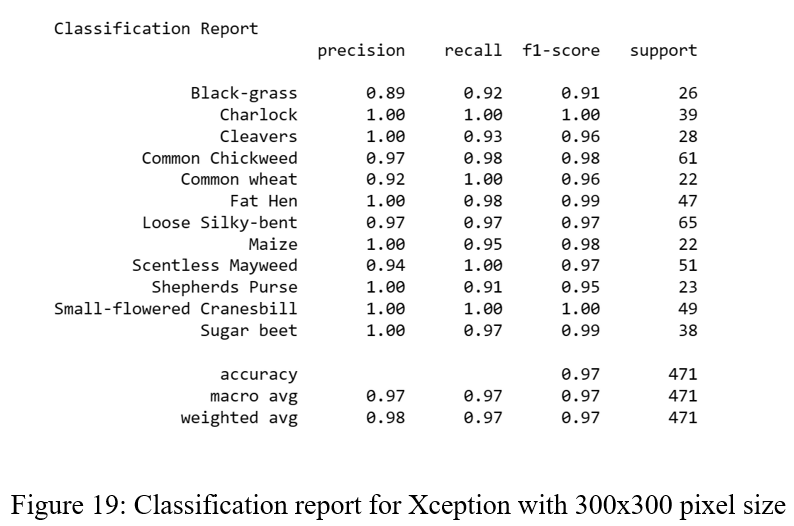 Classification Report
precision recall f1-score support
Black-grass 0.89 0.92 0.91 26
Charlock 1.00 1.00 1.00 39
Cleavers 1.00 0.93 0.96 28
Common Chickweed 0.97 0.98 0.98 61
Common wheat 0.92 1.00 0.96 22
Fat Hen 1.00 0.98 0.99 47
Loose Silky-bent 0.97 0.97 0.97 65
Maize 1.00 0.95 0.98 22
Scentless Mayweed 0.94 1.00 0.97 51
Shepherds Purse 1.00 0.91 0.95 23
Small-flowered Cranesbill 1.00 1.00 1.00 49
Sugar beet 1.00 0.97 0.99 38
accuracy 0.97 471
macro avg 0.97 0.97 0.97 471
weighted avg 0.98 0.97 0.97 471
Figure 19: Classification report for Xception with 300x300 pixel size